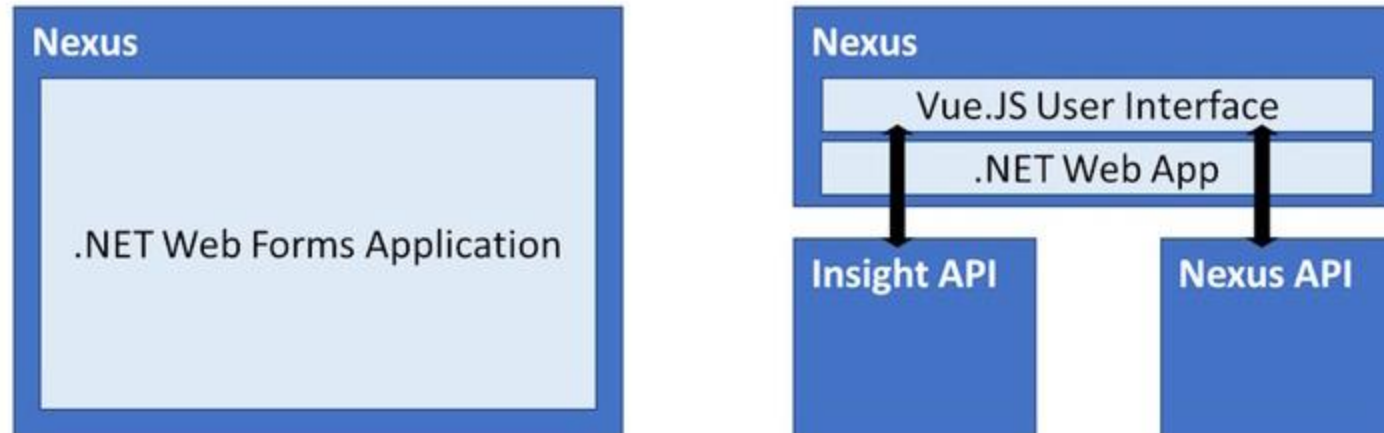 Nexus
.NET Web Forms Application
Nexus
Vue.JS User Interface
.NET Web App
Insight API
Nexus API